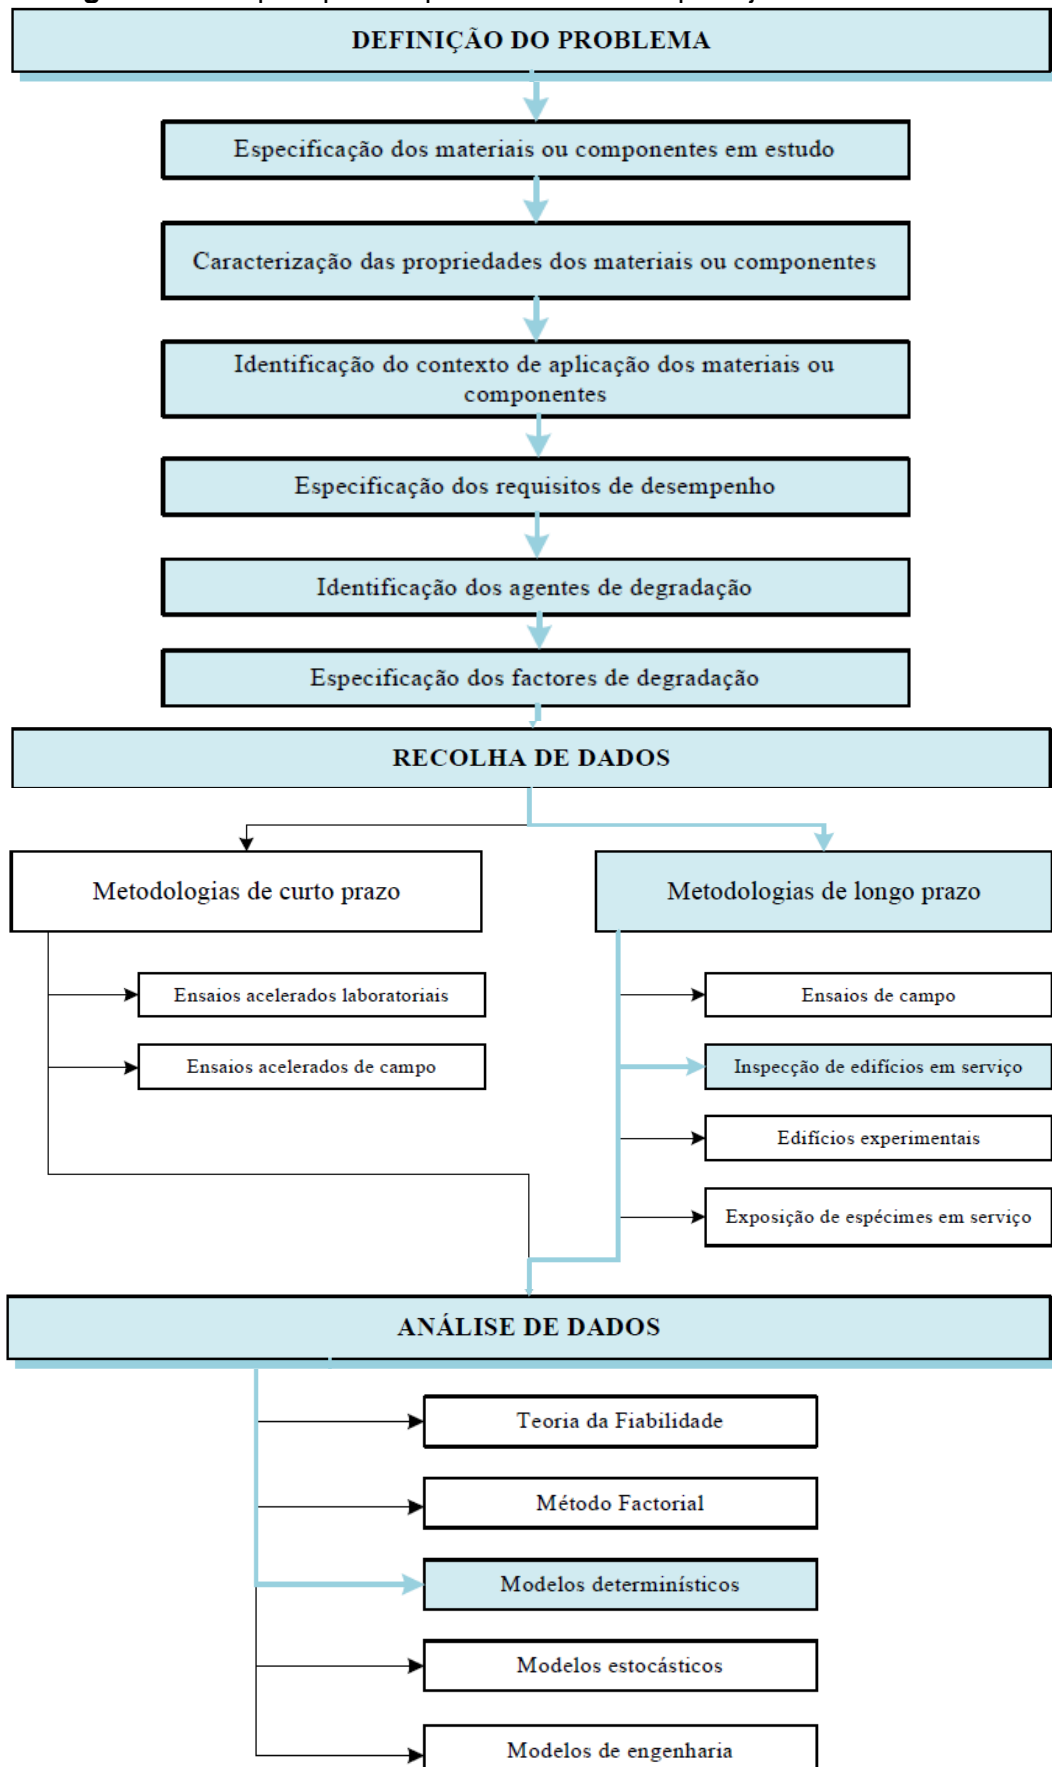 DEFINIÇÃO DO PROBLEMA
Especificação dos materiais ou componentes em estudo
Caracterização das propriedades dos materiais ou componentes
Identificação do contexto de aplicação dos materiais ou
componentes
Especificação dos requisitos de desempenho
Identificação dos agentes de degradação
Especificação dos factores de degradação
RECOLHA DE DADOS
Metodologias de curto prazo
Ensaios acelerados laboratoriais
Ensaios acelerados de campo
Metodologias de longo prazo
Ensaios de campo
Inspecção de edifícios em serviço
Edifícios experimentais
Exposição de espécimes em serviço
ANÁLISE DE DADOS
Teoria da Fiabilidade
Método Factorial
Modelos determinísticos
Modelos estocásticos
Modelos de engenharia